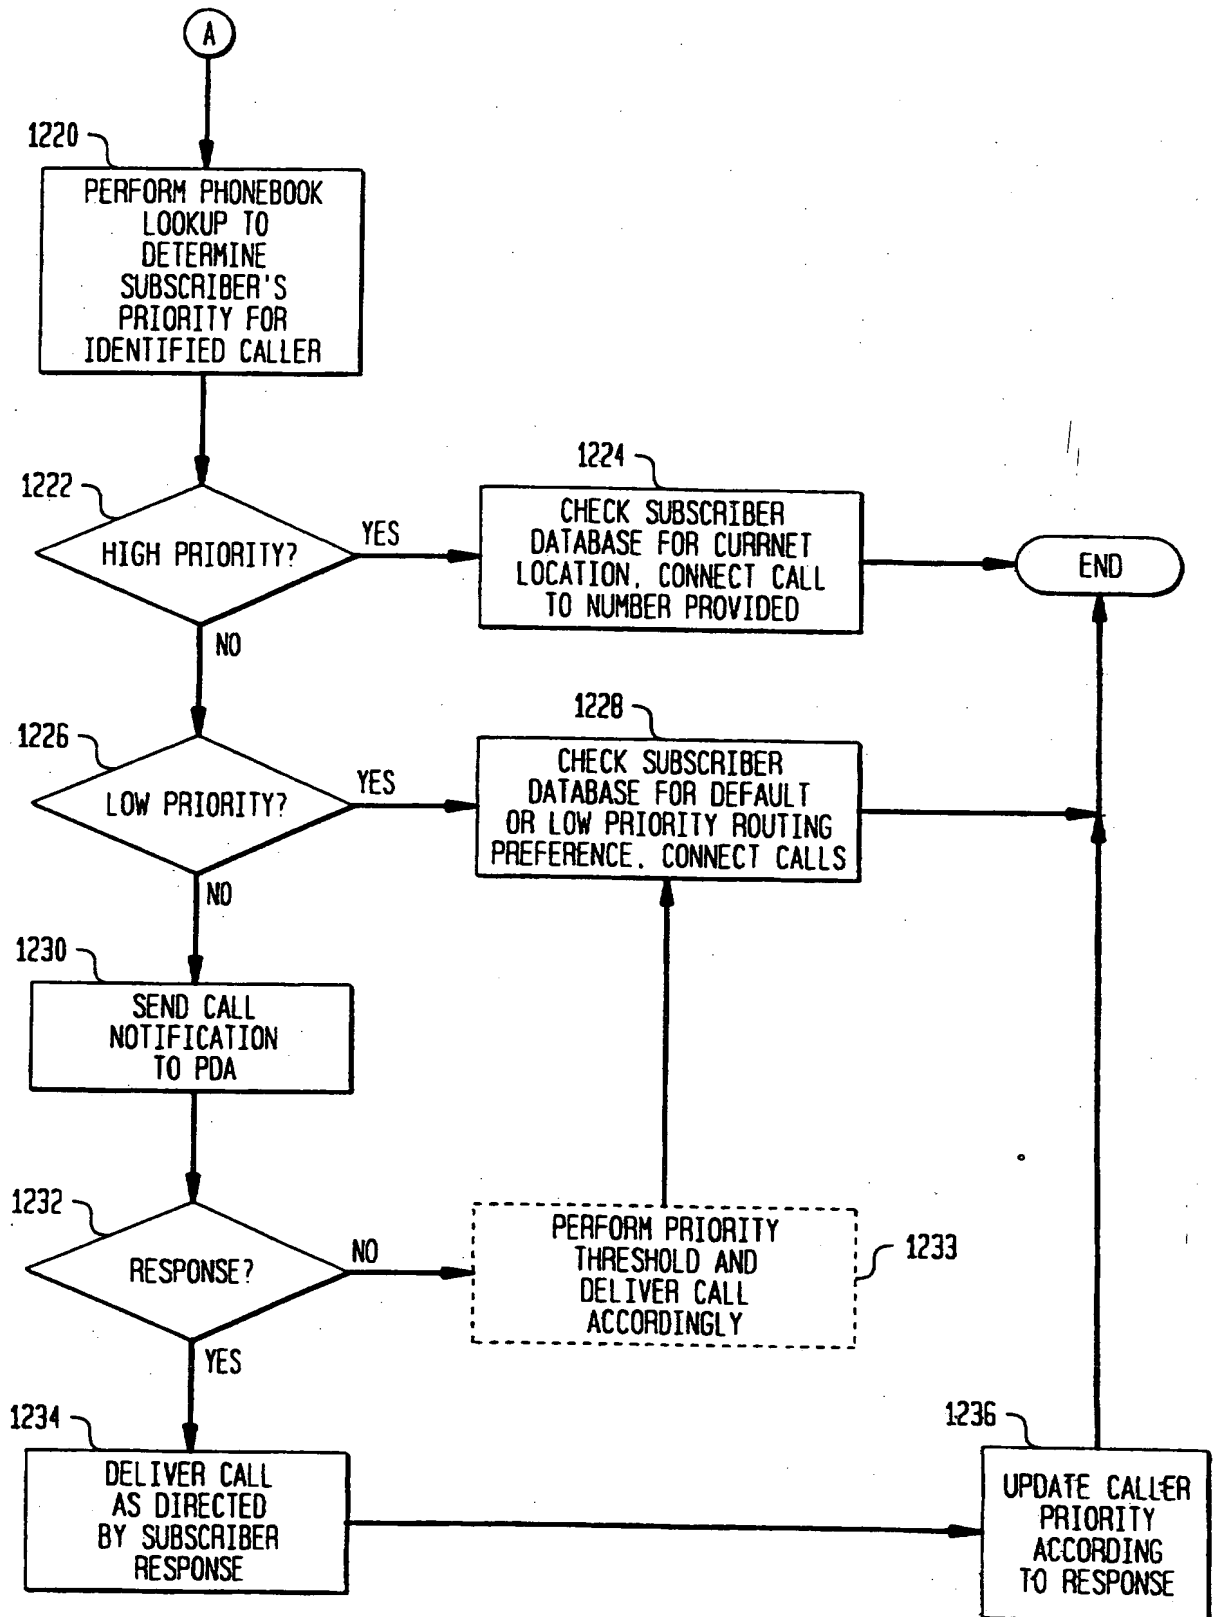 A
1220
PERFORM PHONEBOOK
LOOKUP TO
DETERMINE
SUBSCRIBER'S
PRIORITY FOR
IDENTIFIED CALLER
1222
HIGH PRIORITY?
YES
NO
1224
CHECK SUBSCRIBER
DATABASE FOR CURRNET
LOCATION. CONNECT CALL
TO NUMBER PROVIDED
END
1226
LOW PRIORITY?
YES
NO
1228
CHECK SUBSCRIBER
DATABASE FOR DEFAULT
OR LOW PRIORITY ROUTING
PREFERENCE. CONNECT CALLS
1230
SEND CALL
NOTIFICATION
TO PDA
1232
RESPONSE?
NO
YES
PERFORM PRIORITY
THRESHOLD AND
DELIVER CALL
ACCORDINGLY
1233
1234
DELIVER CALL
AS DIRECTED
BY SUBSCRIBER
RESPONSE
1236
UPDATE CALLER
PRIORITY
ACCORDING
TO RESPONSE